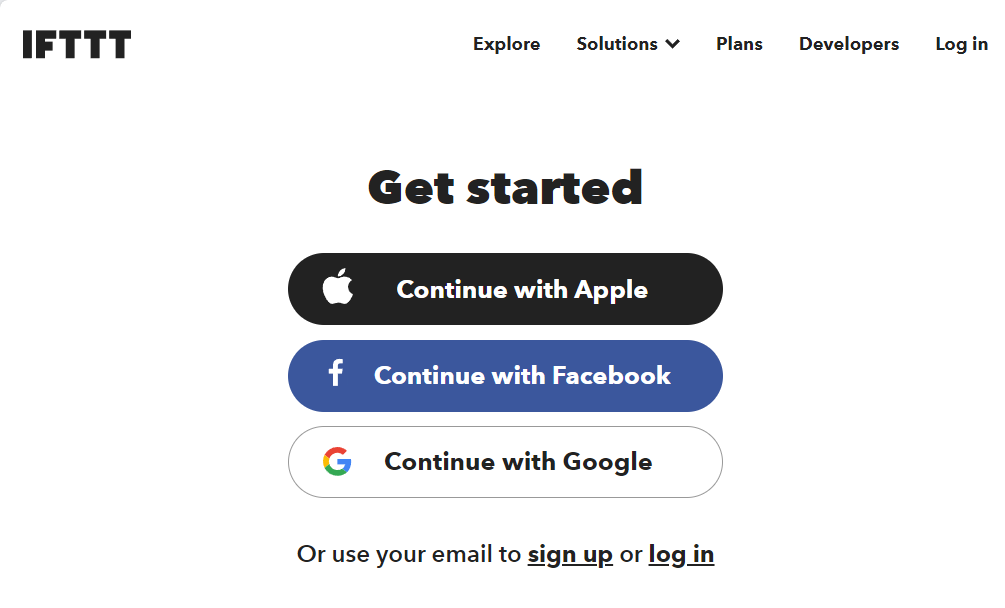 IFTTT Explore Solutions Plans Developers Log in
Get started
Continue with Apple
Continue with Facebook
Continue with Google
Or use your email to sign up or log in